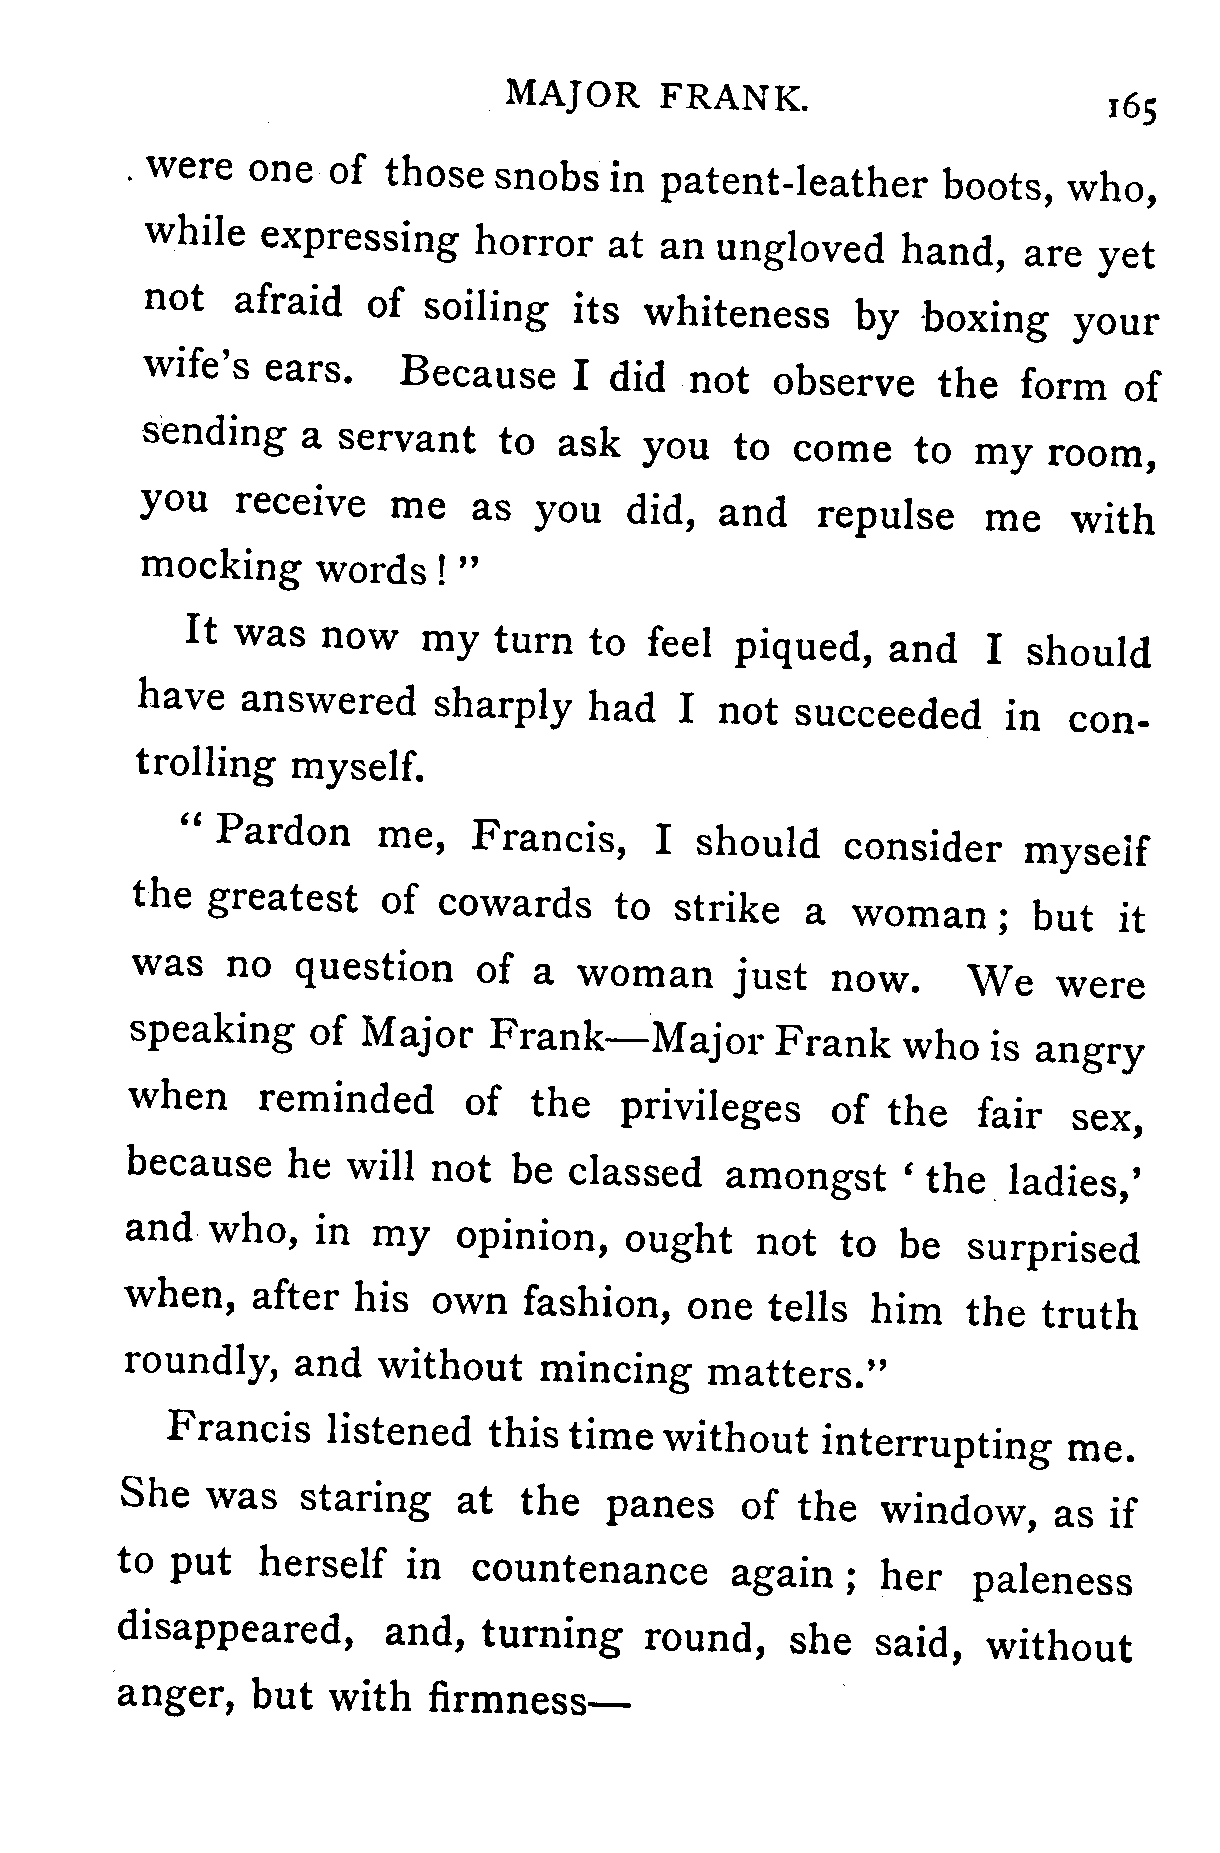 MAJOR FRANK. 165
were one of those snobs in patent-leather boots, who,
while expressing horror at an ungloved hand, are yet
not afraid of soiling its whiteness by boxing your
wife's ears. Because I did not observe the form of
sending a servant to ask you to come to my room,
you receive me as you did, and repulse me with
mocking words ! ”
It was now my turn to feel piqued, and I should
have answered sharply had I not succeeded in con-
trolling myself.
“ Pardon me, Francis, I should consider myself
the greatest of cowards to strike a woman ; but it
was no question of a woman just now. We were
speaking of Major Frank—Major Frank who is angry
when reminded of the privileges of the fair sex,
because he will not be classed amongst ‘ the ladies,’
and who, in my opinion, ought not to be surprised
when, after his own fashion, one tells him the truth
roundly, and without mincing matters.”
Francis listened this time without interrupting me.
She was staring at the panes of the window, as if
to put herself in countenance again ; her paleness
disappeared, and, turning round, she said, without
anger, but with firmness—